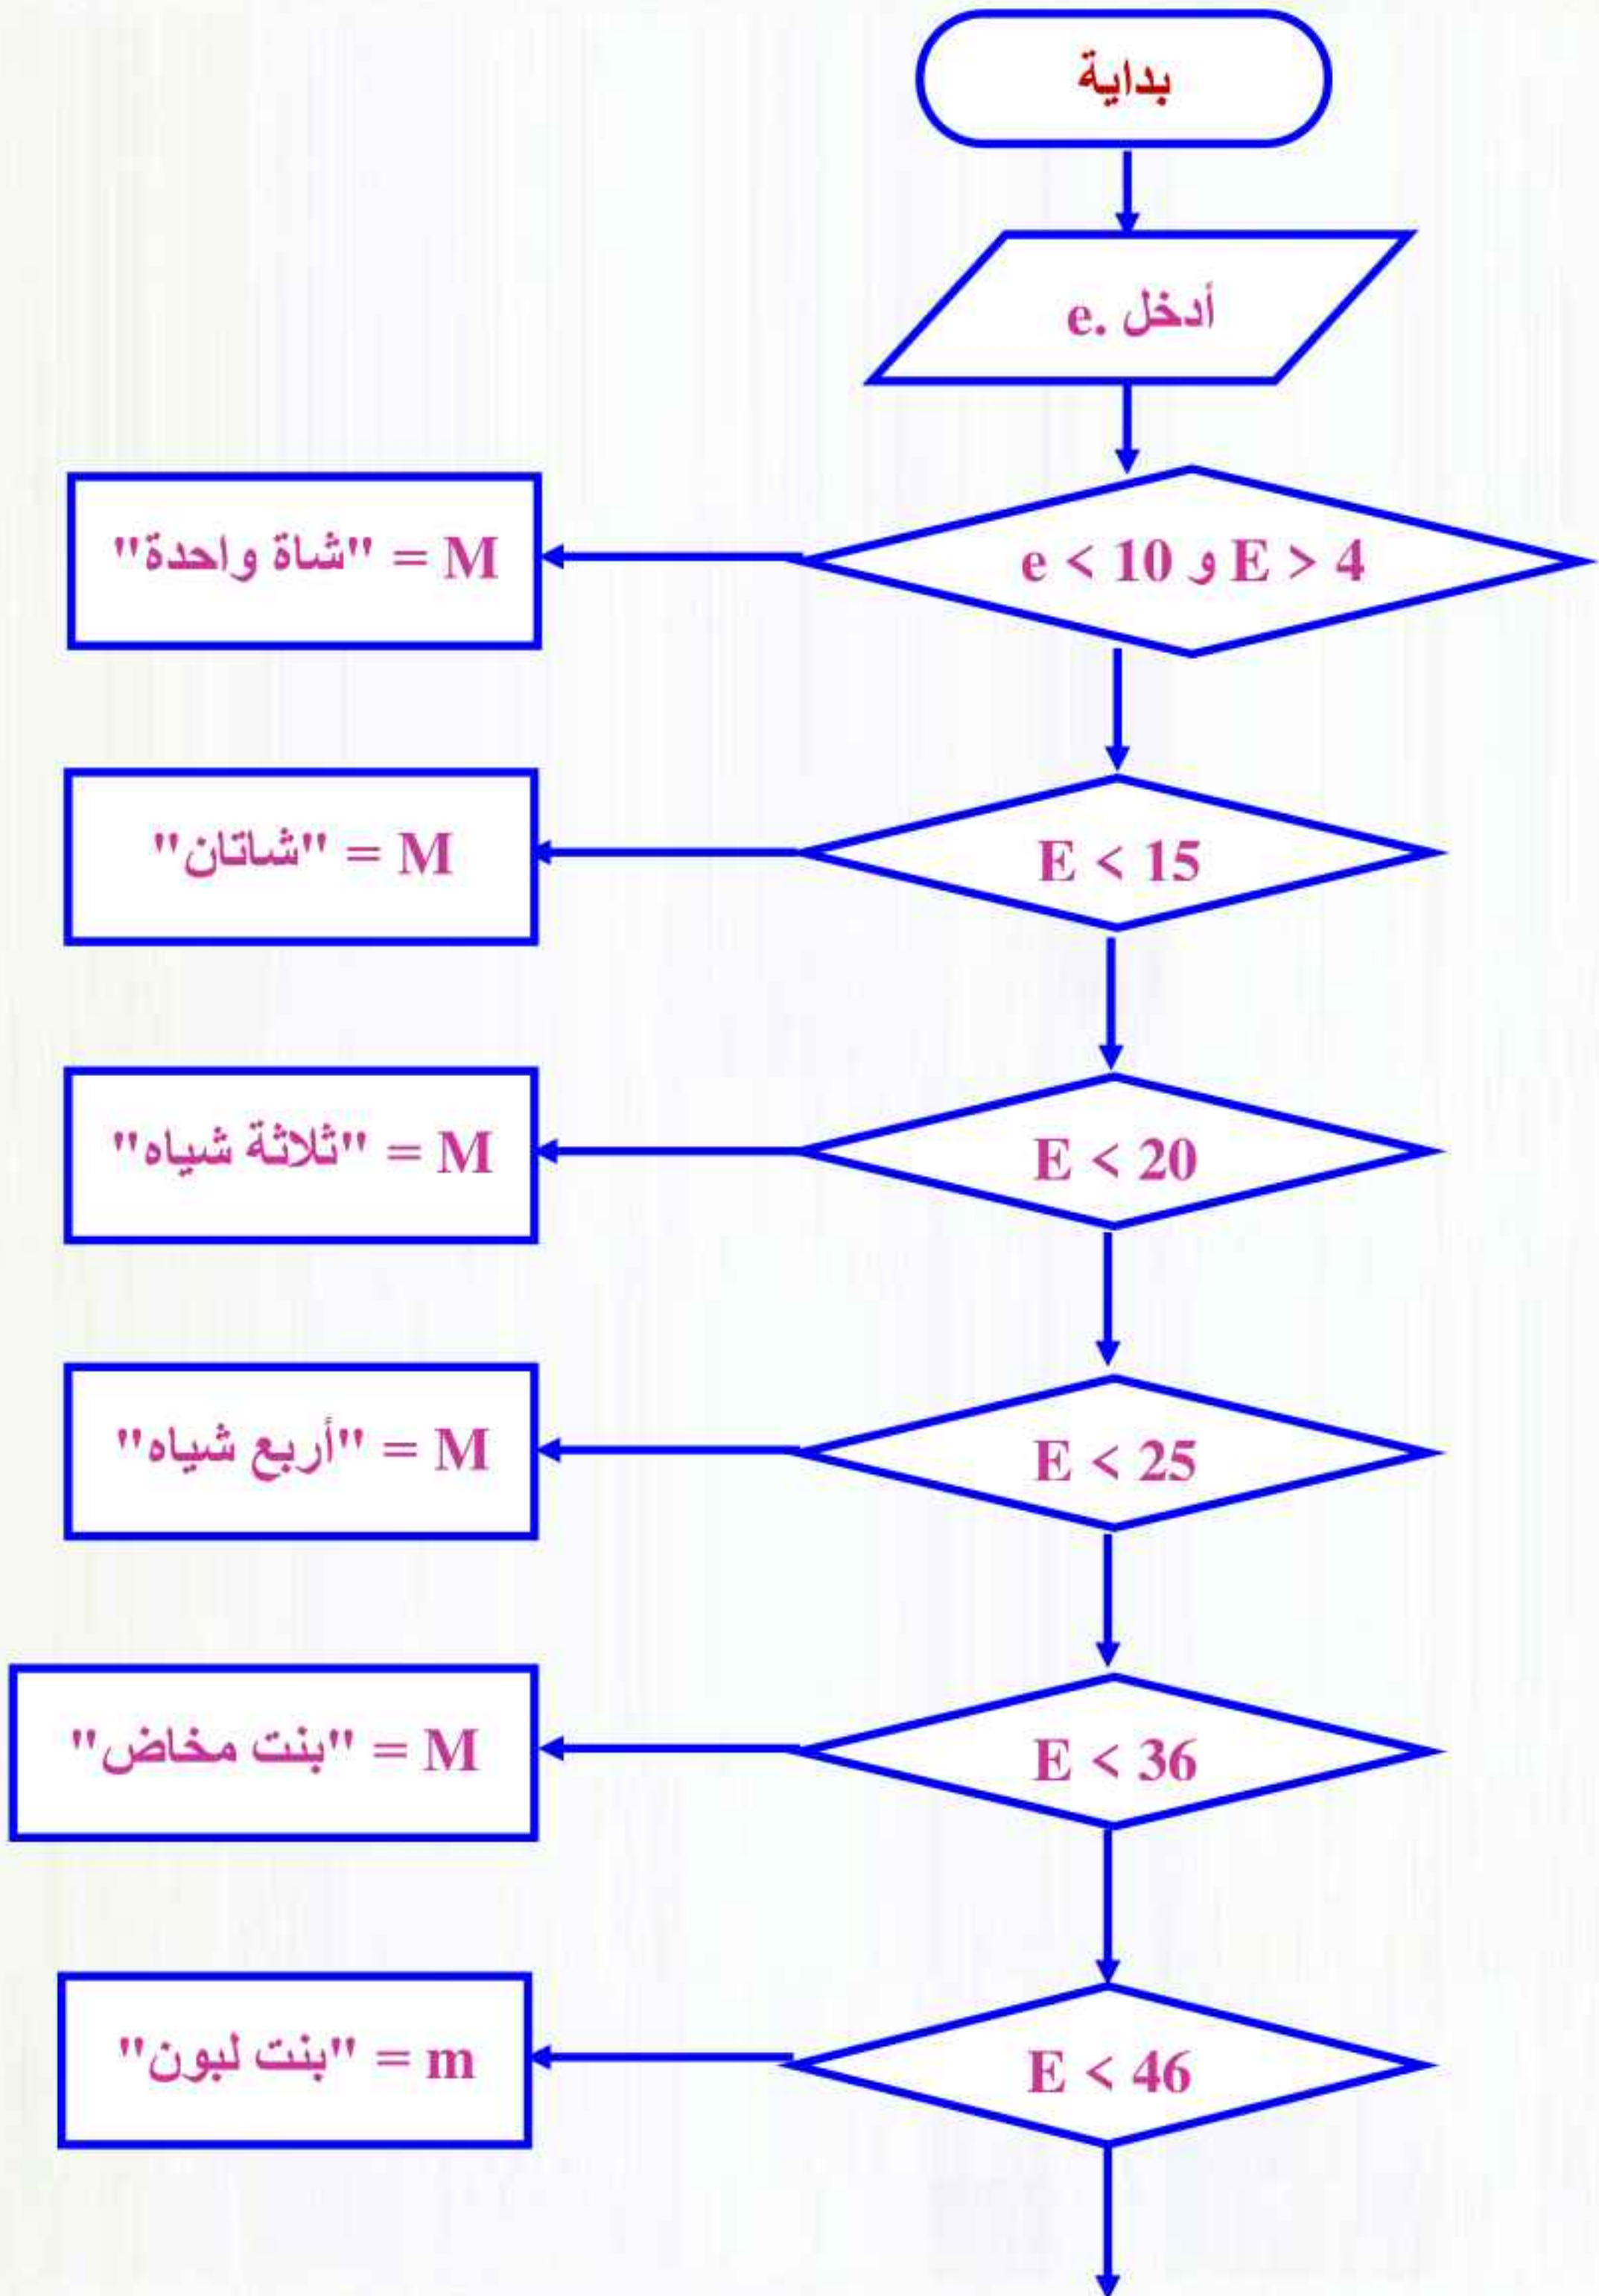 بداية
أدخل .e
e < 10 و E > 4
M = "شاة واحدة"
E < 15
M = "شاتان"
E < 20
M = "ثلاثة شياه"
E < 25
M = "أربع شياه"
E < 36
M = "بنت مخاض"
E < 46
m = "بنت لبون"